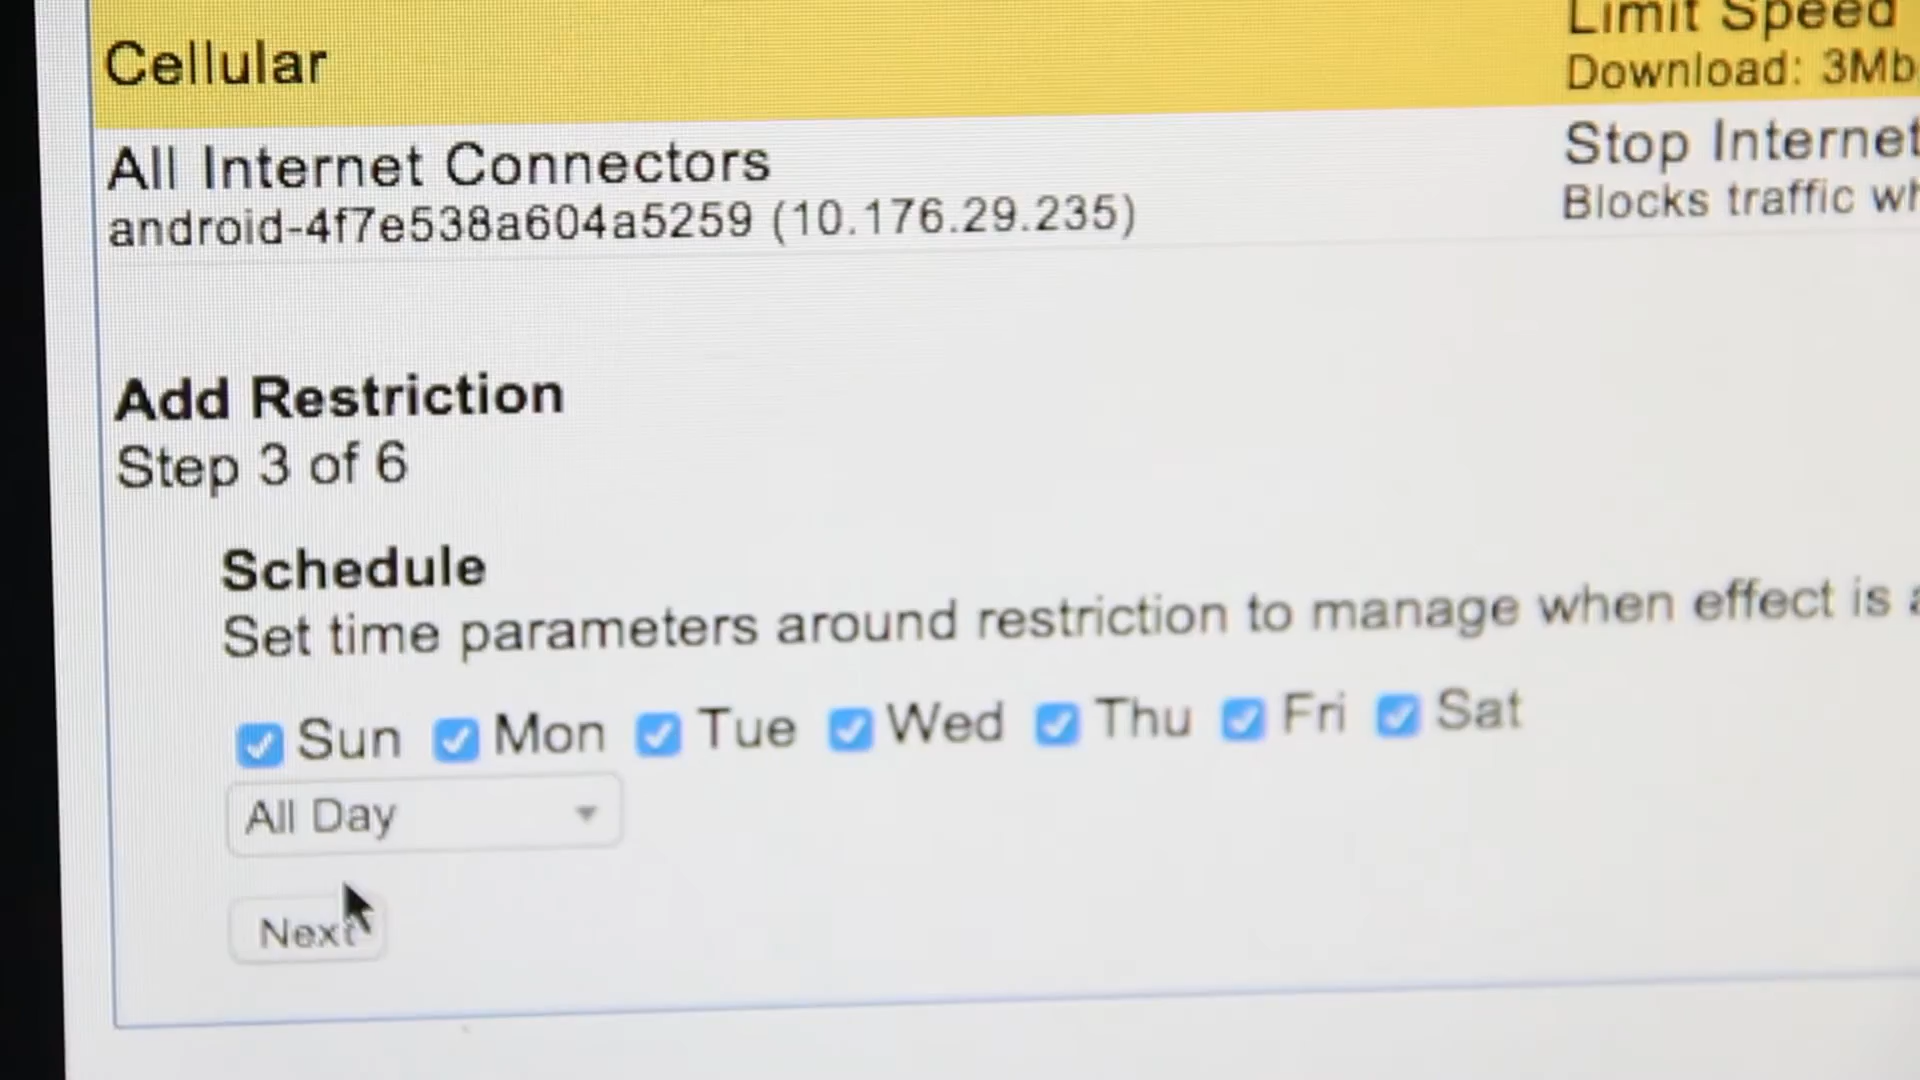 Limit Speed
Cellular
Download: 3Mb
All Internet Connectors
Stop Internet
android-4f7e538a604a5259 (10.176.29.235)
Blocks traffic wh
Add Restriction
Step 3 of 6
Schedule
Set time parameters around restriction to manage when effect is a
Sun Mon Tue Wed Thu Fri Sat
All Day
Next